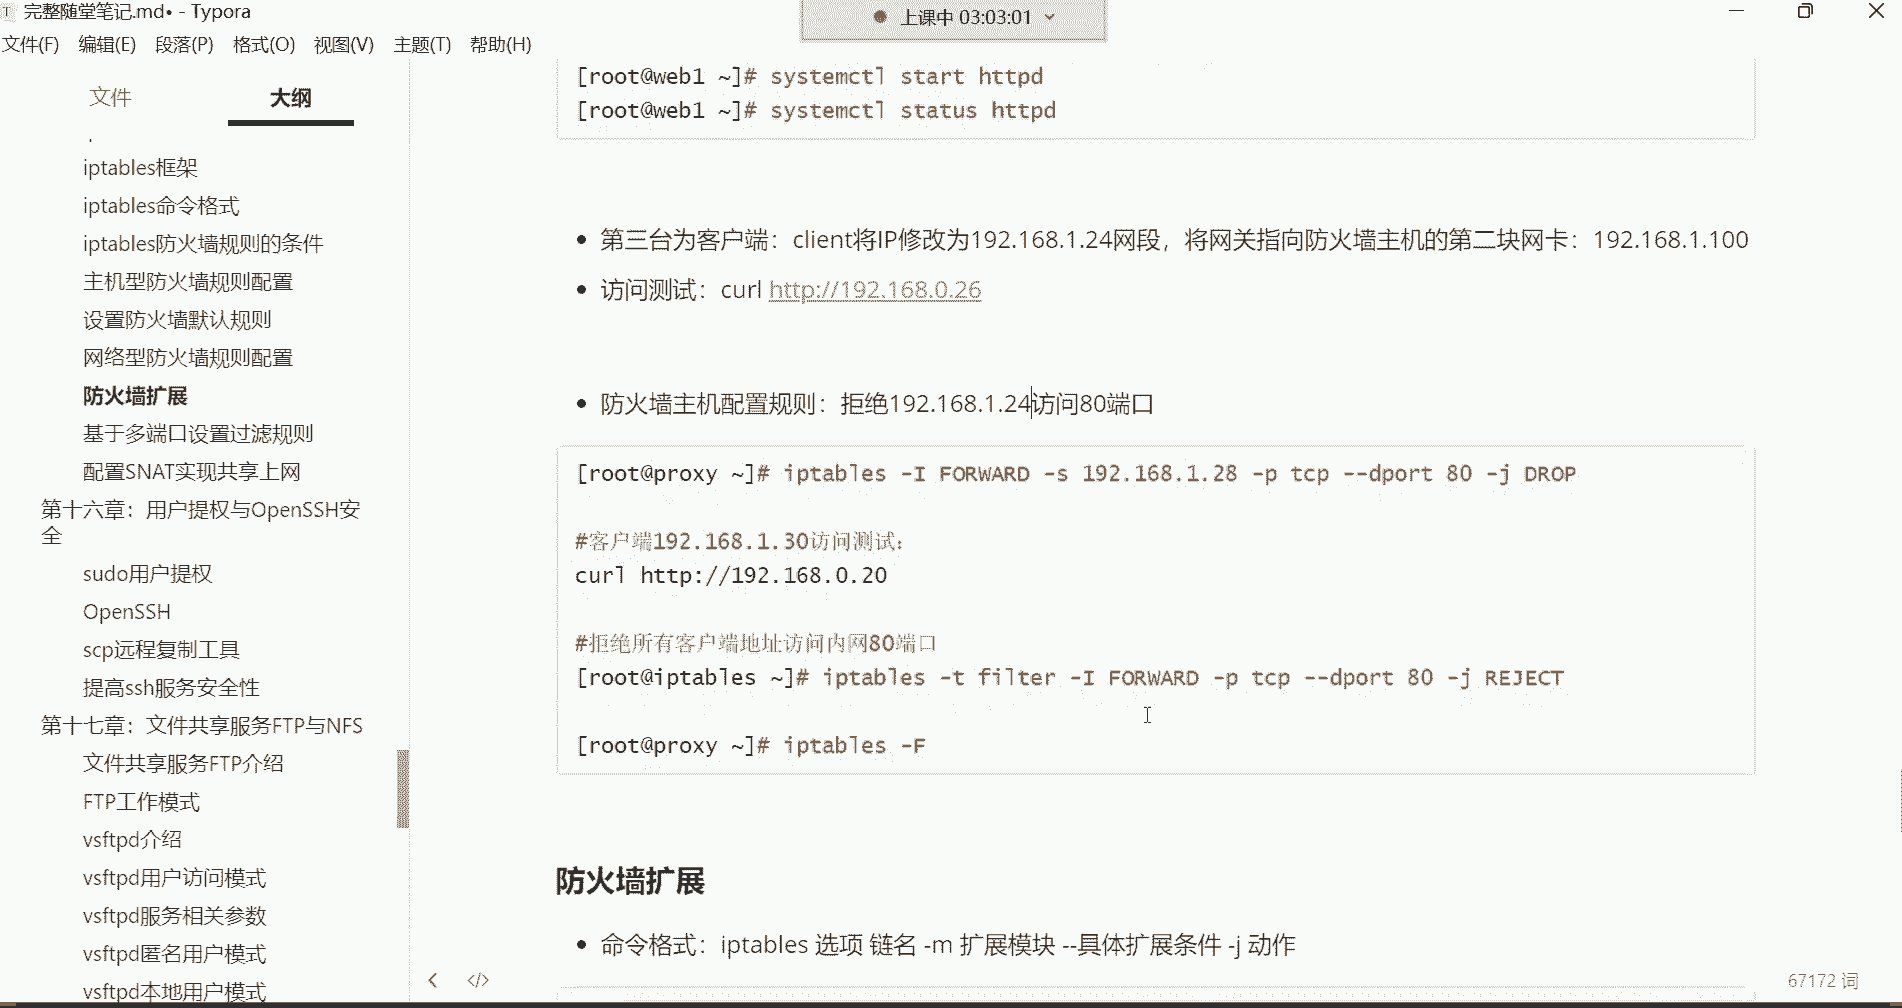 完整随堂笔记.md• - Typora
上课中 03:03:01
文件(F) 编辑(E) 段落(P) 格式(O) 视图(V) 主题(T) 帮助(H)
文件 大纲
iptables框架
iptables命令格式
iptables防火墙规则的条件
主机型防火墙规则配置
设置防火墙默认规则
网络型防火墙规则配置
防火墙扩展
基于多端口设置过滤规则
配置SNAT实现共享上网
第十六章：用户提权与OpenSSH安
全
sudo用户提权
OpenSSH
scp远程复制工具
提高ssh服务安全性
第十七章：文件共享服务FTP与NFS
文件共享服务FTP介绍
FTP工作模式
vsftpd介绍
vsftpd用户访问模式
vsftpd服务相关参数
vsftpd匿名用户模式
vsftpd本地用户模式
[root@web1 ~]# systemctl start httpd
[root@web1 ~]# systemctl status httpd
• 第三台为客户端：client将IP修改为192.168.1.24网段，将网关指向防火墙主机的第二块网卡：192.168.1.100
• 访问测试：curl http://192.168.0.26
• 防火墙主机配置规则：拒绝192.168.1.24访问80端口
[root@proxy ~]# iptables -I FORWARD -s 192.168.1.28 -p tcp --dport 80 -j DROP
#客户端192.168.1.30访问测试：
curl http://192.168.0.20
#拒绝所有客户端地址访问内网80端口
[root@iptables ~]# iptables -t filter -I FORWARD -p tcp --dport 80 -j REJECT
[root@proxy ~]# iptables -F
防火墙扩展
• 命令格式：iptables 选项 链名 -m 扩展模块 --具体扩展条件 -j 动作
67172 词